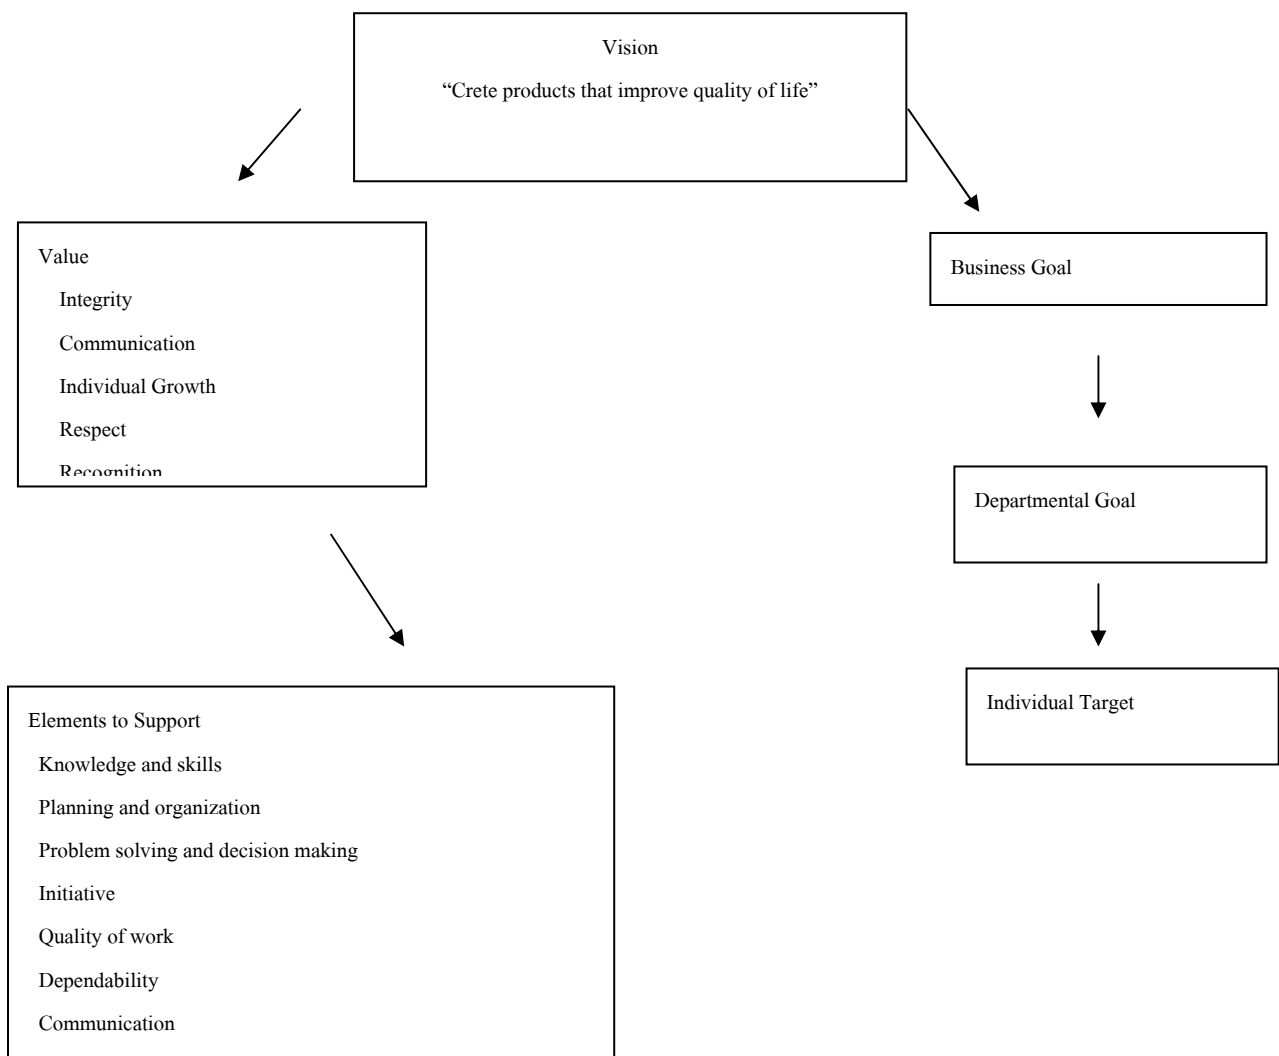 Vision
“Crete products that improve quality of life”
Value
Integrity
Communication
Individual Growth
Respect
Recognition
Business Goal
Departmental Goal
Individual Target
Elements to Support
Knowledge and skills
Planning and organization
Problem solving and decision making
Initiative
Quality of work
Dependability
Communication